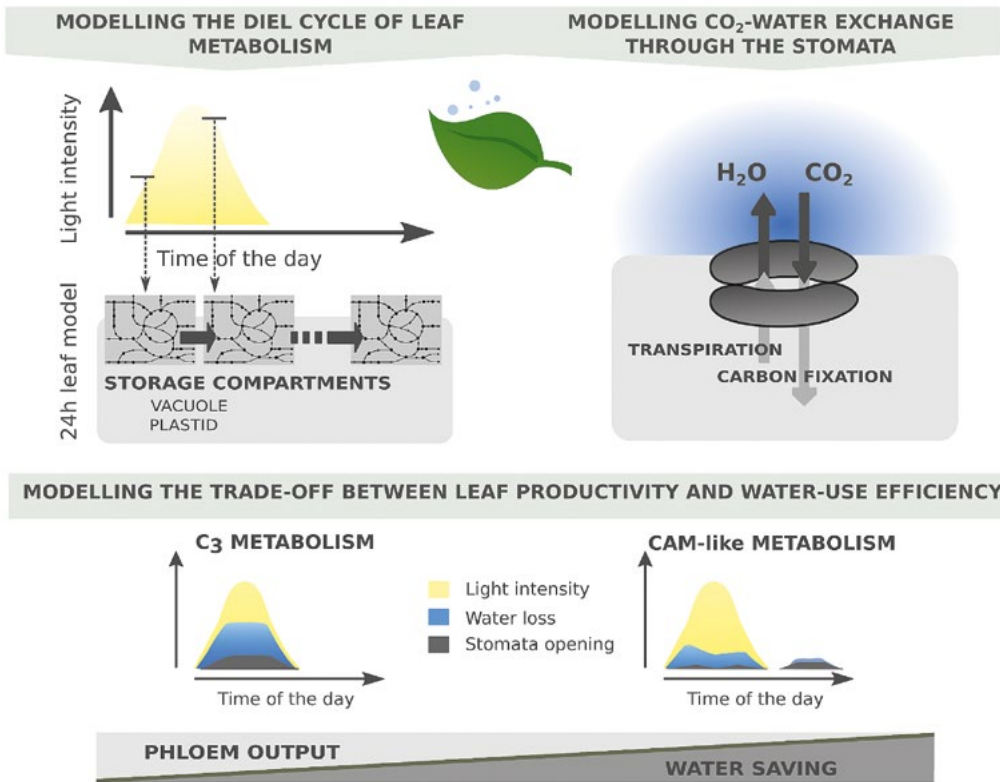 MODELLING THE DIEL CYCLE OF LEAF
METABOLISM
MODELLING CO₂-WATER EXCHANGE
THROUGH THE STOMATA
Light intensity
Time of the day
24h leaf model
STORAGE COMPARTMENTS
VACUOLE
PLASTID
H₂O
CO₂
TRANSPIRATION
CARBON FIXATION
MODELLING THE TRADE-OFF BETWEEN LEAF PRODUCTIVITY AND WATER-USE EFFICIENCY
C3 METABOLISM
Time of the day
Light intensity
Water loss
Stomata opening
CAM-like METABOLISM
Time of the day
PHLOEM OUTPUT
WATER SAVING